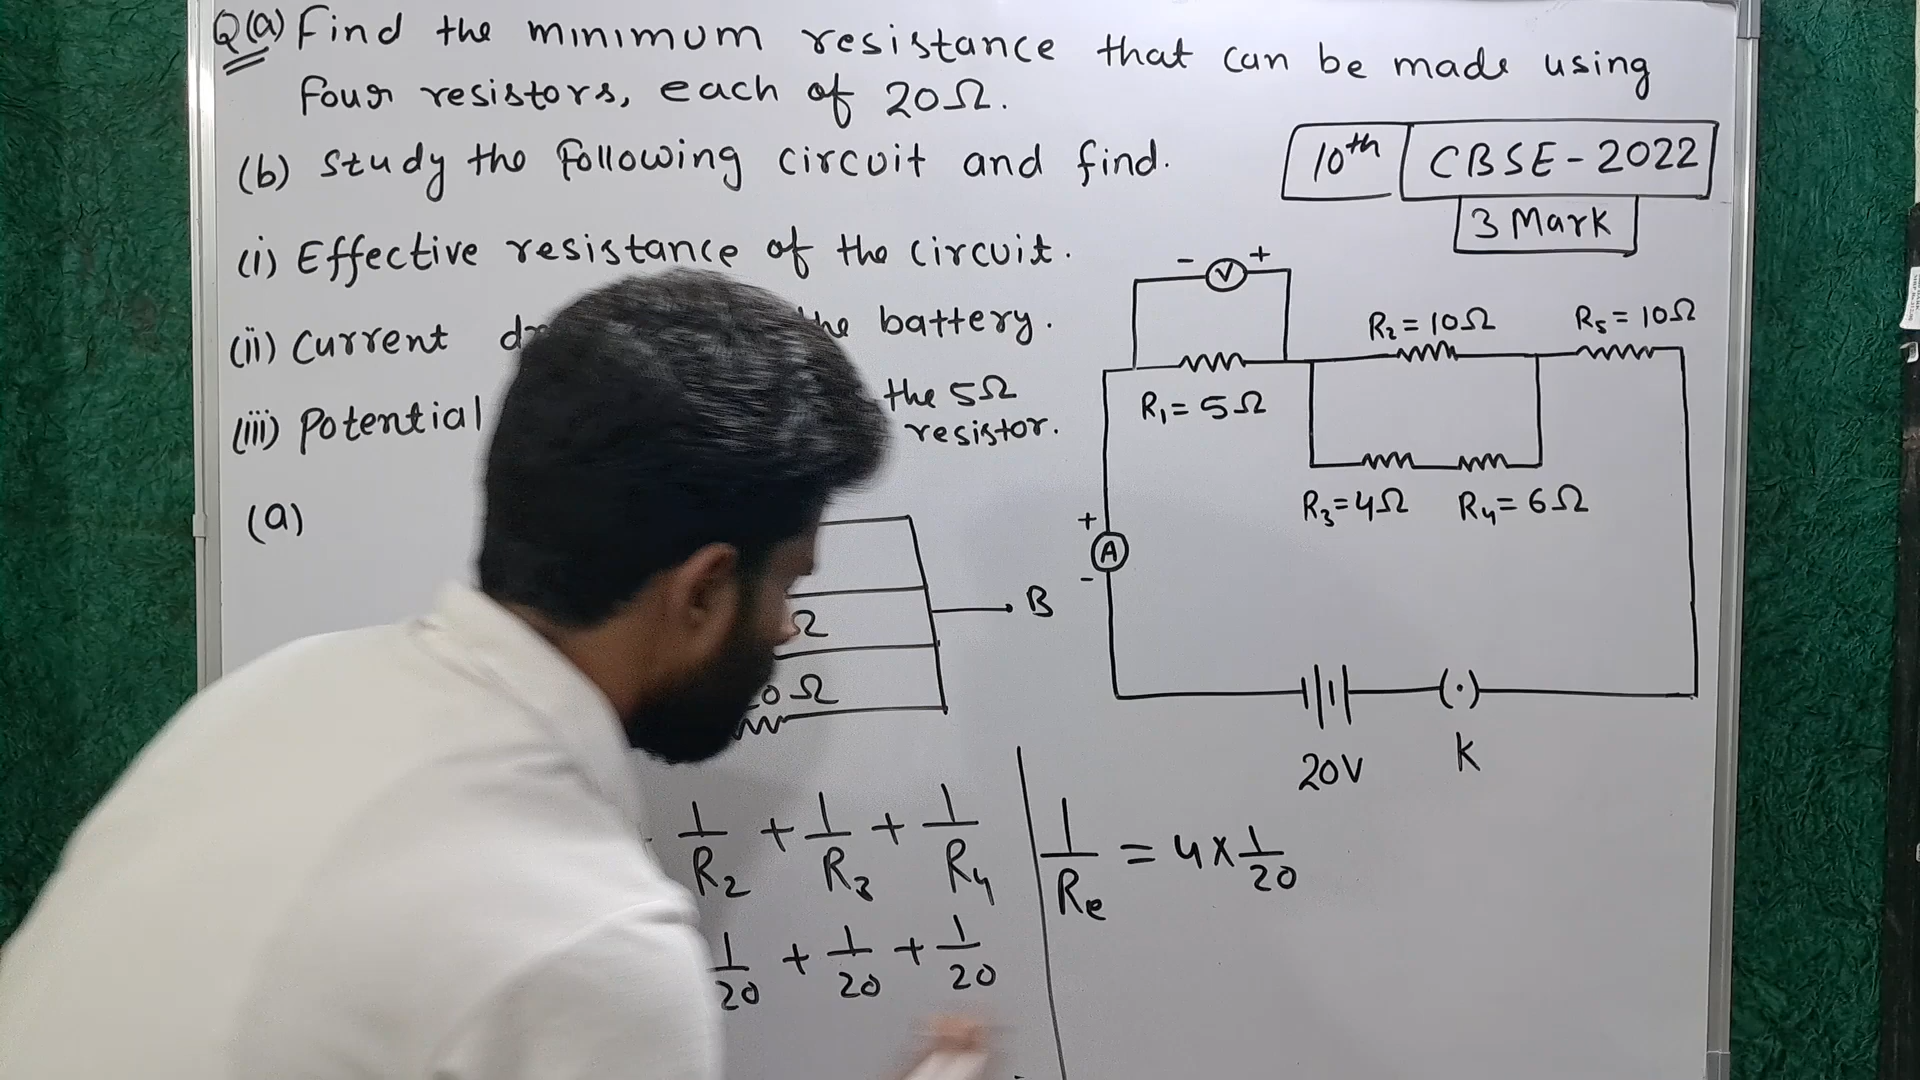 Q(a) Find the minimum resistance that can be made using
four resistors, each of 20Ω.
(b) Study the following circuit and find.
10th CBSE-2022
3 Mark
(i) Effective resistance of the circuit.
(ii) Current the battery.
(iii) Potential the 5Ω
resistor.
- V +
R₂ = 10Ω R₅ = 10Ω
R₁ = 5Ω
R₃ = 4Ω R₄ = 6Ω
+
A
-
20V K
(a)
Ω B
Ω
1/R₂ + 1/R₃ + 1/R₄
1/20 + 1/20 + 1/20
1/Re = 4 × 1/20